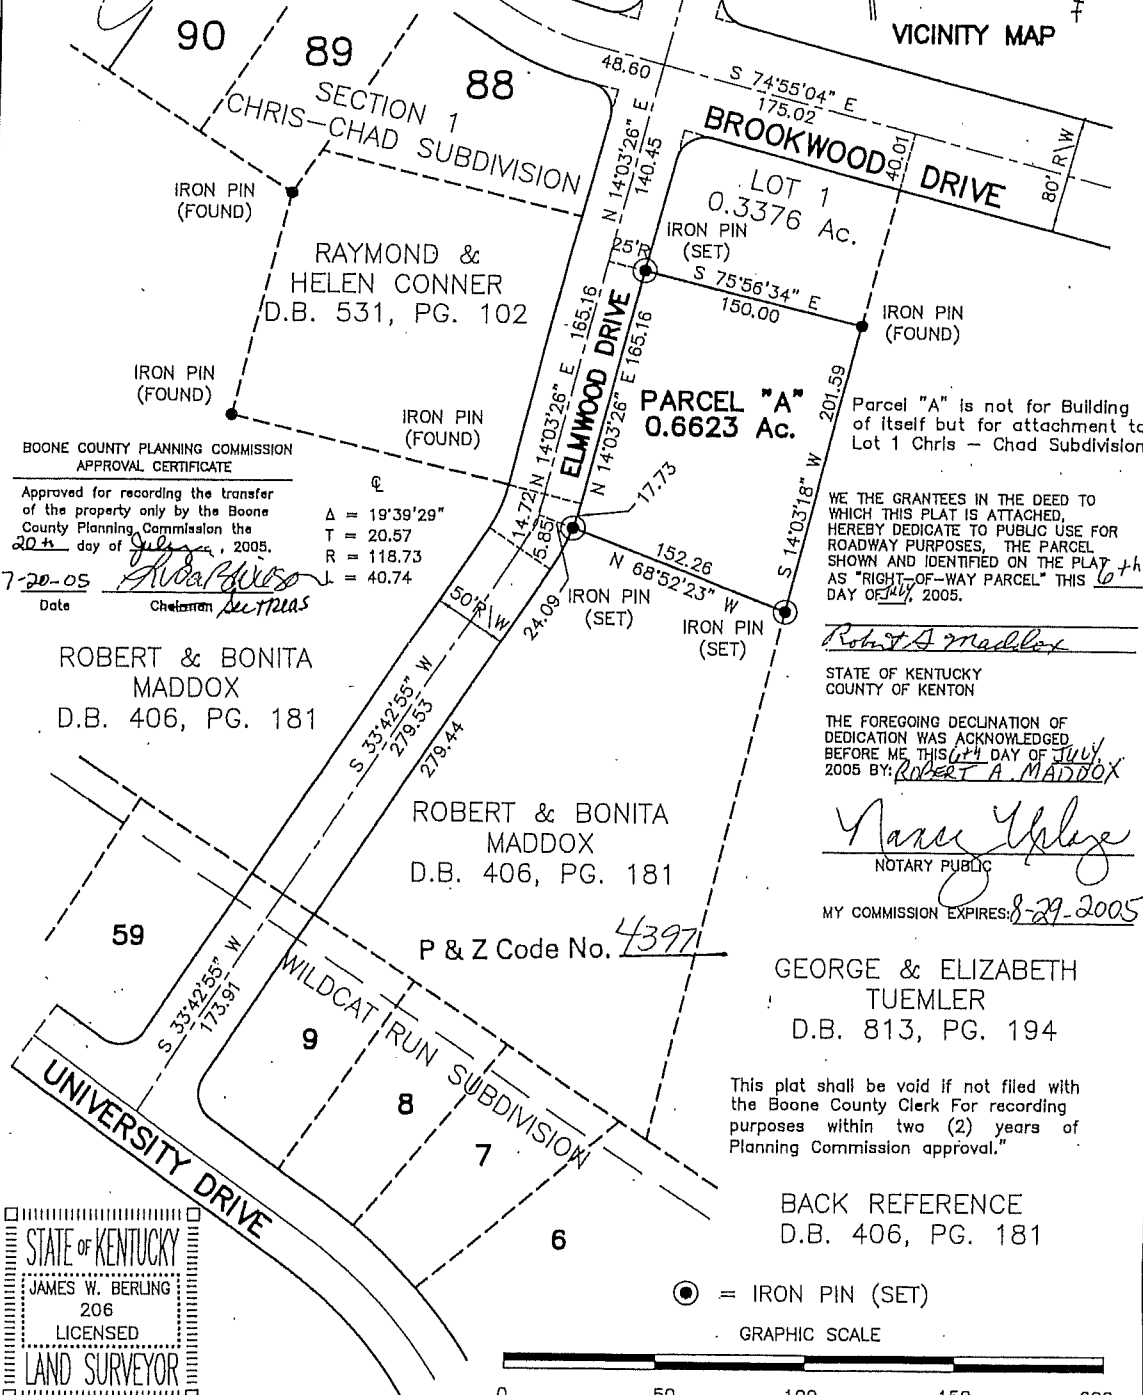 VICINITY MAP
90
89
88
SECTION 1
CHRIS-CHAD SUBDIVISION
48.60
S 74°55'04" E
175.02
BROOKWOOD DRIVE
40.01
80' R\W
N 14°03'26" E
140.45
LOT 1
0.3376 Ac.
IRON PIN
(FOUND)
IRON PIN
(SET)
25'R
S 75°56'34" E
150.00
RAYMOND &
HELEN CONNER
D.B. 531, PG. 102
IRON PIN
(FOUND)
ELMWOOD DRIVE
N 14°03'26" E 165.16
N 14°03'26" E 165.16
IRON PIN
(FOUND)
IRON PIN
(FOUND)
PARCEL "A"
0.6623 Ac.
S 14°03'18" W 201.59
Parcel "A" is not for Building
of itself but for attachment to
Lot 1 Chris - Chad Subdivision
BOONE COUNTY PLANNING COMMISSION
APPROVAL CERTIFICATE
Approved for recording the transfer
of the property only by the Boone
County Planning Commission the
20th day of July, 2005.
7-20-05
Date
Chairman Sec Treas
℄
Δ = 19°39'29"
T = 20.57
R = 118.73
L = 40.74
14.72
5.85
17.73
152.26
N 68°52'23" W
24.09
50'R\W
IRON PIN
(SET)
IRON PIN
(SET)
WE THE GRANTEES IN THE DEED TO
WHICH THIS PLAT IS ATTACHED,
HEREBY DEDICATE TO PUBLIC USE FOR
ROADWAY PURPOSES, THE PARCEL
SHOWN AND IDENTIFIED ON THE PLAT
AS "RIGHT-OF-WAY PARCEL" THIS 6th
DAY OF July, 2005.
Robert A Maddox
STATE OF KENTUCKY
COUNTY OF KENTON
THE FOREGOING DECLINATION OF
DEDICATION WAS ACKNOWLEDGED
BEFORE ME THIS 6th DAY OF JULY,
2005 BY: ROBERT A. MADDOX
Nancy
NOTARY PUBLIC
MY COMMISSION EXPIRES: 8-29-2005
ROBERT & BONITA
MADDOX
D.B. 406, PG. 181
S 33°42'55" W
279.53
279.44
ROBERT & BONITA
MADDOX
D.B. 406, PG. 181
P & Z Code No. 4397
59
S 33°42'55" W
173.91
WILDCAT RUN SUBDIVISION
9
8
7
6
UNIVERSITY DRIVE
GEORGE & ELIZABETH
TUEMLER
D.B. 813, PG. 194
This plat shall be void if not filed with
the Boone County Clerk For recording
purposes within two (2) years of
Planning Commission approval."
BACK REFERENCE
D.B. 406, PG. 181
= IRON PIN (SET)
GRAPHIC SCALE
0 50 100 150 200
STATE OF KENTUCKY
JAMES W. BERLING
206
LICENSED
LAND SURVEYOR